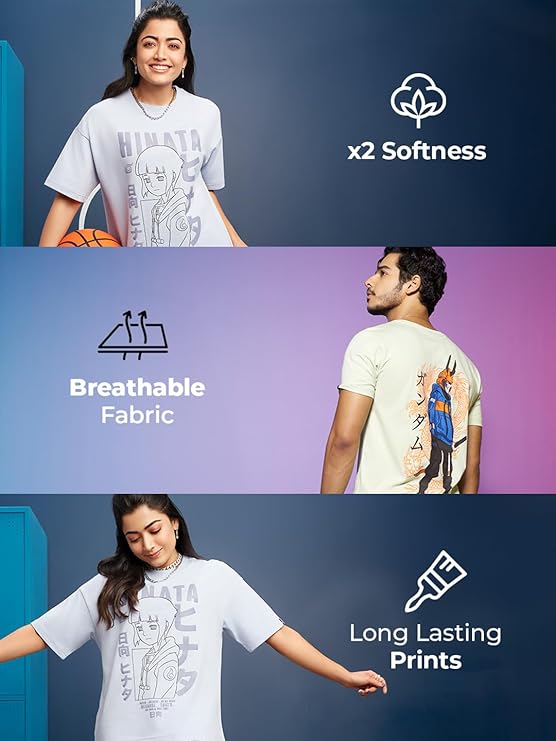 HINATA
ヒナタ
日向
ヒナタ
x2 Softness
Breathable
Fabric
オンダム
Long Lasting
Prints
HINATA
ヒナタ
日向
ヒナタ
日向